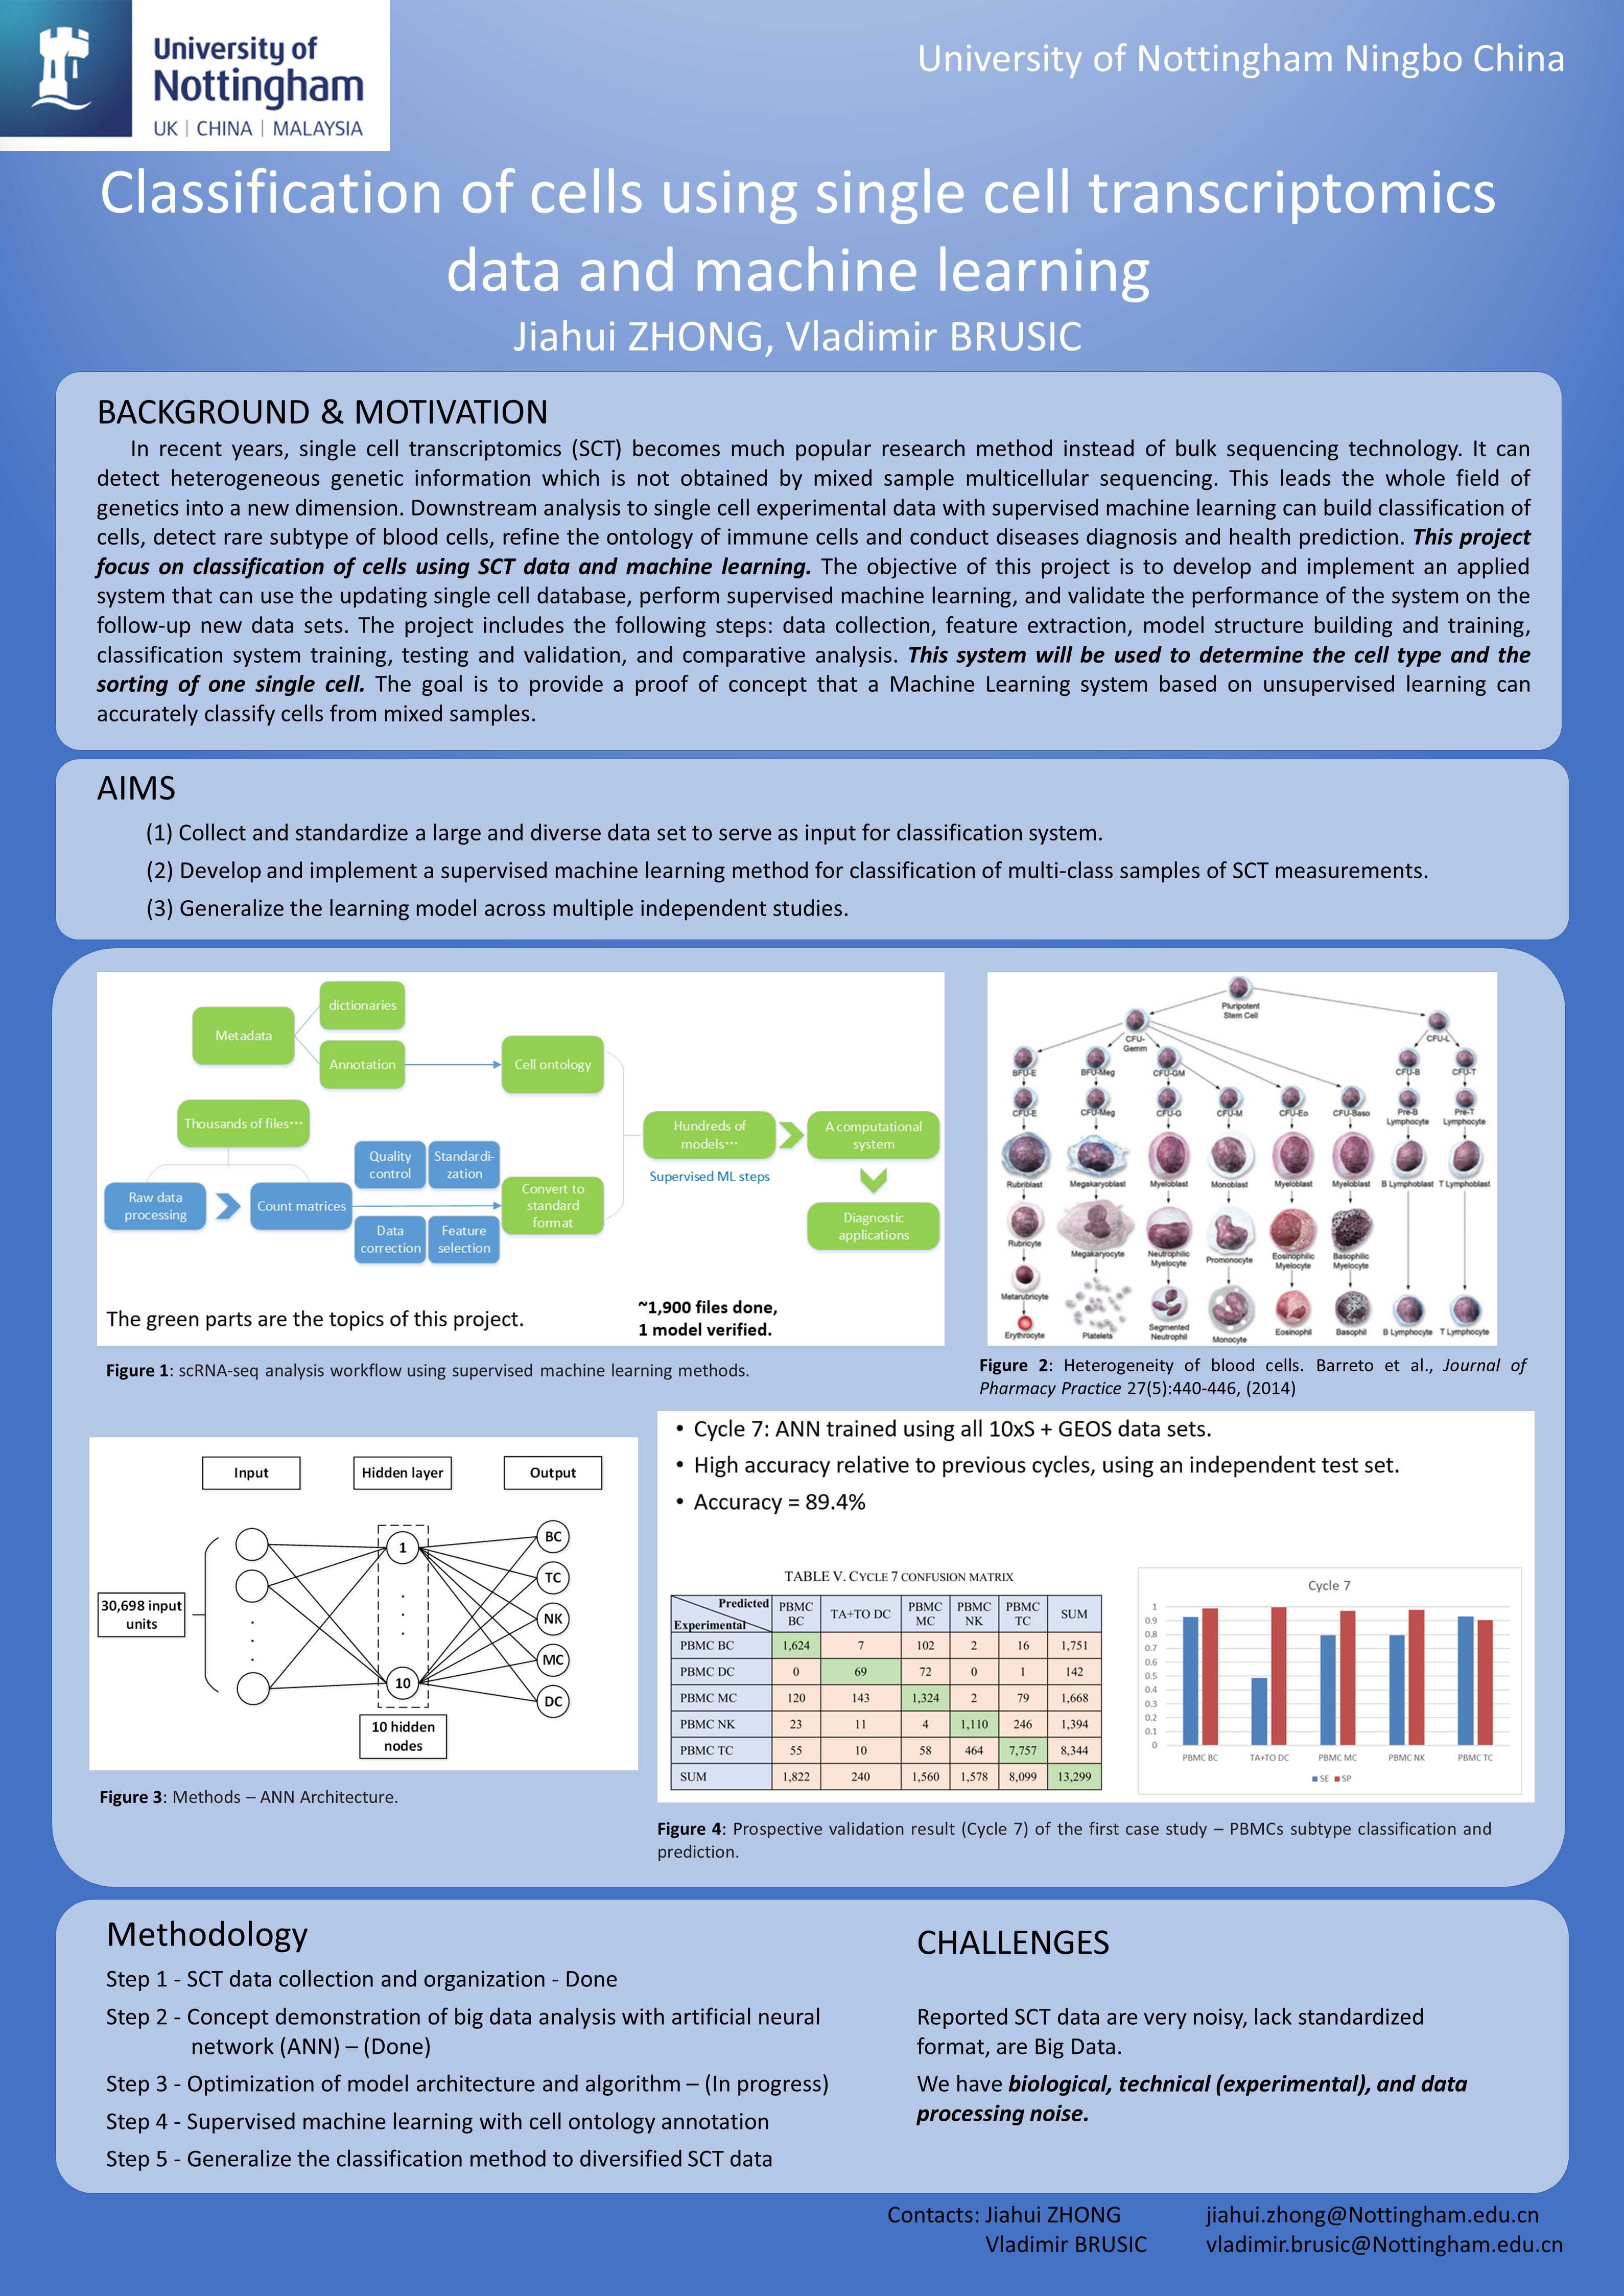 University of
Nottingham
UK | CHINA | MALAYSIA
University of Nottingham Ningbo China
Classification of cells using single cell transcriptomics
data and machine learning
Jiahui ZHONG, Vladimir BRUSIC
BACKGROUND & MOTIVATION
In recent years, single cell transcriptomics (SCT) becomes much popular research method instead of bulk sequencing technology. It can
detect heterogeneous genetic information which is not obtained by mixed sample multicellular sequencing. This leads the whole field of
genetics into a new dimension. Downstream analysis to single cell experimental data with supervised machine learning can build classification of
cells, detect rare subtype of blood cells, refine the ontology of immune cells and conduct diseases diagnosis and health prediction. This project
focus on classification of cells using SCT data and machine learning. The objective of this project is to develop and implement an applied
system that can use the updating single cell database, perform supervised machine learning, and validate the performance of the system on the
follow-up new data sets. The project includes the following steps: data collection, feature extraction, model structure building and training,
classification system training, testing and validation, and comparative analysis. This system will be used to determine the cell type and the
sorting of one single cell. The goal is to provide a proof of concept that a Machine Learning system based on unsupervised learning can
accurately classify cells from mixed samples.
AIMS
(1) Collect and standardize a large and diverse data set to serve as input for classification system.
(2) Develop and implement a supervised machine learning method for classification of multi-class samples of SCT measurements.
(3) Generalize the learning model across multiple independent studies.
dictionaries
Metadata
Annotation
Cell ontology
Thousands of files⋯
Hundreds of
models⋯
A computational
system
Quality
control
Standardi-
zation
Supervised ML steps
Raw data
processing
Count matrices
Convert to
standard
format
Diagnostic
applications
Data
correction
Feature
selection
The green parts are the topics of this project.
~1,900 files done,
1 model verified.
Figure 1: scRNA-seq analysis workflow using supervised machine learning methods.
Pluripotent
Stem Cell
CFU-
Gemm
CFU-L
BFU-E BFU-Meg CFU-GM CFU-B CFU-T
CFU-E CFU-Meg CFU-G CFU-M CFU-Eo CFU-Baso Pre-B
Lymphocyte Pre-T
Lymphocyte
Rubriblast Megakaryoblast Myeloblast Monoblast Myeloblast Myeloblast B Lymphoblast T Lymphoblast
Rubricyte Megakaryocyte Neutrophilic
Myelocyte Promonocyte Eosinophilic
Myelocyte Basophilic
Myelocyte
Metarubricyte
Erythrocyte Platelets Segmented
Neutrophil Monocyte Eosinophil Basophil B Lymphocyte T Lymphocyte
Figure 2: Heterogeneity of blood cells. Barreto et al., Journal of
Pharmacy Practice 27(5):440-446, (2014)
Input Hidden layer Output
30,698 input
units
1
10
BC
TC
NK
MC
DC
10 hidden
nodes
Figure 3: Methods – ANN Architecture.
• Cycle 7: ANN trained using all 10xS + GEOS data sets.
• High accuracy relative to previous cycles, using an independent test set.
• Accuracy = 89.4%
TABLE V. CYCLE 7 CONFUSION MATRIX
Predicted
Experimental
PBMC
BC TA+TO DC PBMC
MC PBMC
NK PBMC
TC SUM
PBMC BC 1,624 7 102 2 16 1,751
PBMC DC 0 69 72 0 1 142
PBMC MC 120 143 1,324 2 79 1,668
PBMC NK 23 11 4 1,110 246 1,394
PBMC TC 55 10 58 464 7,757 8,344
SUM 1,822 240 1,560 1,578 8,099 13,299
Cycle 7
1
0.9
0.8
0.7
0.6
0.5
0.4
0.3
0.2
0.1
0
PBMC BC TA+TO DC PBMC MC PBMC NK PBMC TC
SE SP
Figure 4: Prospective validation result (Cycle 7) of the first case study – PBMCs subtype classification and
prediction.
Methodology
Step 1 - SCT data collection and organization - Done
Step 2 - Concept demonstration of big data analysis with artificial neural
network (ANN) – (Done)
Step 3 - Optimization of model architecture and algorithm – (In progress)
Step 4 - Supervised machine learning with cell ontology annotation
Step 5 - Generalize the classification method to diversified SCT data
CHALLENGES
Reported SCT data are very noisy, lack standardized
format, are Big Data.
We have biological, technical (experimental), and data
processing noise.
Contacts: Jiahui ZHONG jiahui.zhong@Nottingham.edu.cn
Vladimir BRUSIC vladimir.brusic@Nottingham.edu.cn